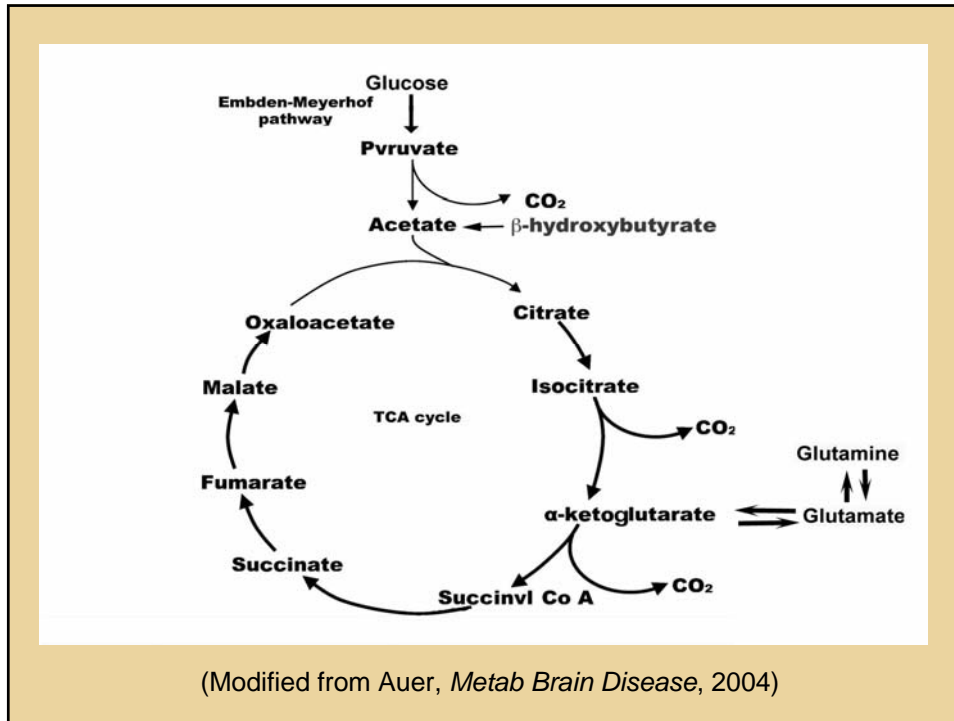 Glucose
Embden-Meyerhof
pathway
Pvruvate
CO₂
Acetate
β-hydroxybutyrate
Oxaloacetate
Citrate
Malate
Isocitrate
TCA cycle
CO₂
Glutamine
Fumarate
α-ketoglutarate
Glutamate
Succinate
CO₂
Succinvl Co A
(Modified from Auer, Metab Brain Disease, 2004)